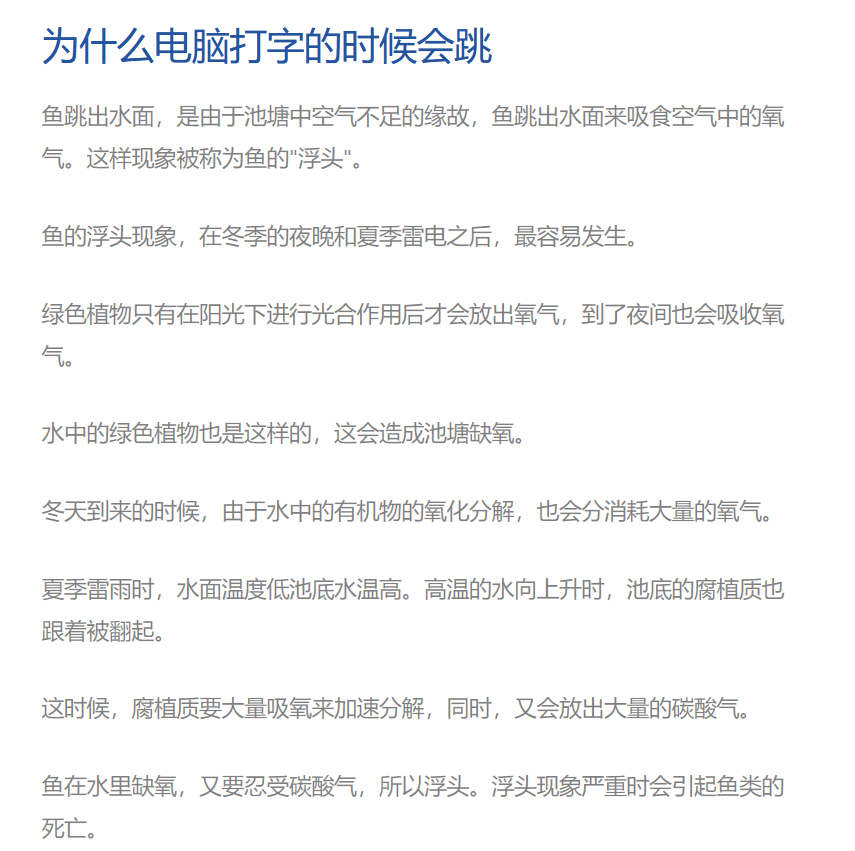 为什么电脑打字的时候会跳
鱼跳出水面，是由于池塘中空气不足的缘故，鱼跳出水面来吸食空气中的氧
气。这样现象被称为鱼的"浮头"。
鱼的浮头现象，在冬季的夜晚和夏季雷电之后，最容易发生。
绿色植物只有在阳光下进行光合作用后才会放出氧气，到了夜间也会吸收氧
气。
水中的绿色植物也是这样的，这会造成池塘缺氧。
冬天到来的时候，由于水中的有机物的氧化分解，也会分消耗大量的氧气。
夏季雷雨时，水面温度低池底水温高。高温的水向上升时，池底的腐植质也
跟着被翻起。
这时候，腐植质要大量吸氧来加速分解，同时，又会放出大量的碳酸气。
鱼在水里缺氧，又要忍受碳酸气，所以浮头。浮头现象严重时会引起鱼类的
死亡。